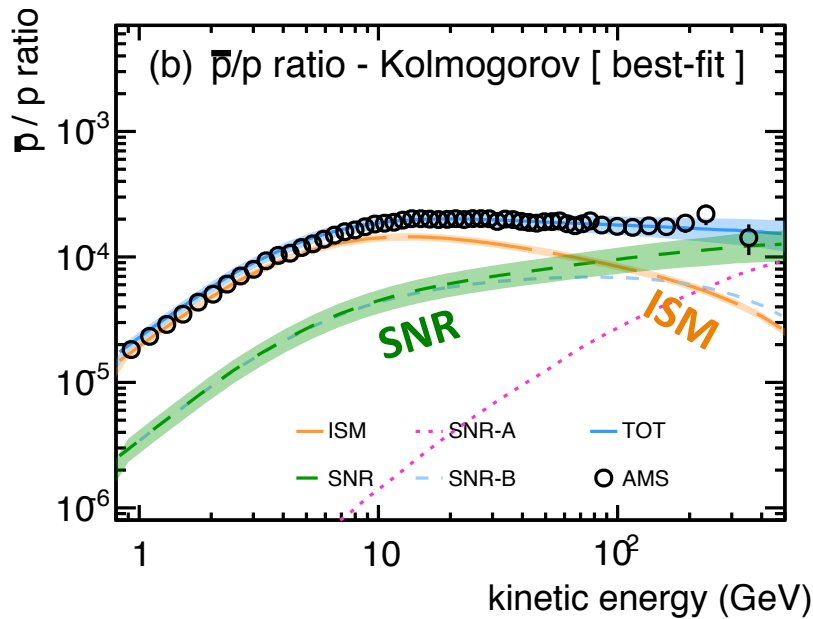 (b) p̅/p ratio - Kolmogorov [ best-fit ]
p̅ / p ratio
10⁻³
10⁻⁴
10⁻⁵
10⁻⁶
SNR
ISM
ISM SNR-A TOT
SNR SNR-B AMS
1 10 10²
kinetic energy (GeV)